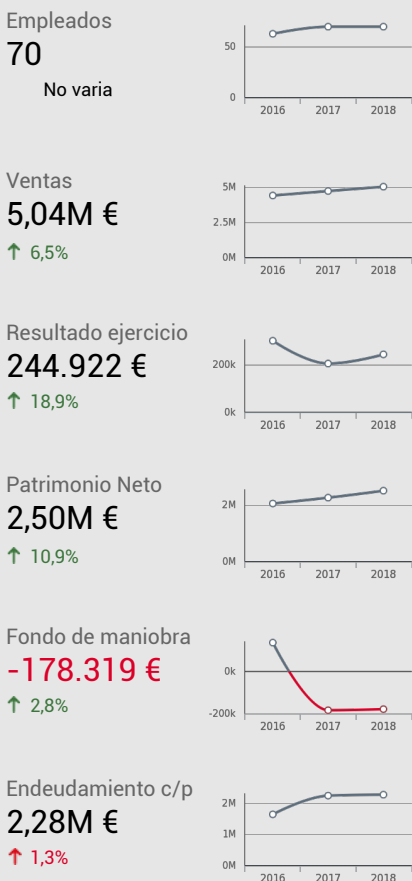 Empleados
70
No varia
50
0
2016 2017 2018
Ventas
5,04M €
↑ 6,5%
5M
2.5M
0M
2016 2017 2018
Resultado ejercicio
244.922 €
↑ 18,9%
200k
0k
2016 2017 2018
Patrimonio Neto
2,50M €
↑ 10,9%
2M
0M
2016 2017 2018
Fondo de maniobra
-178.319 €
↑ 2,8%
0k
-200k
2016 2017 2018
Endeudamiento c/p
2,28M €
↑ 1,3%
2M
1M
0M
2016 2017 2018